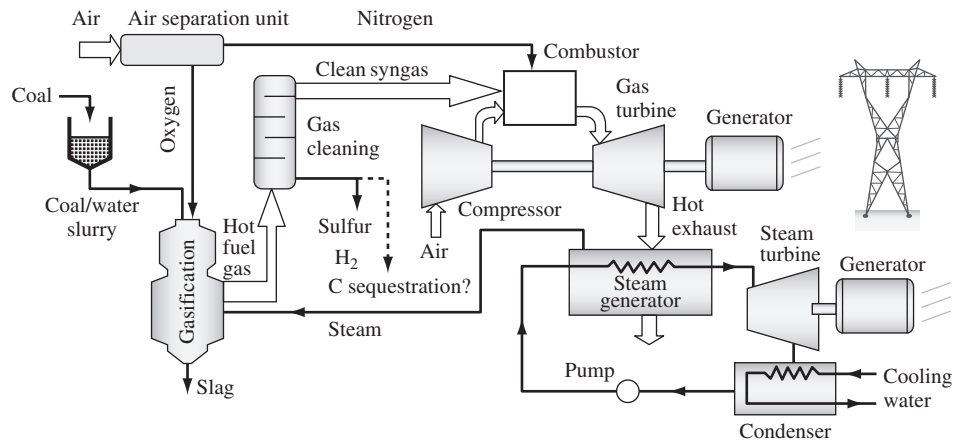 Air
Air separation unit
Nitrogen
Combustor
Coal
Oxygen
Clean syngas
Gas
turbine
Gas
cleaning
Generator
Coal/water
slurry
Sulfur
Compressor
Air
Hot
exhaust
Hot
fuel
gas
H2
C sequestration?
Gasification
Steam
Steam
generator
Steam
turbine
Generator
Slag
Pump
Cooling
water
Condenser